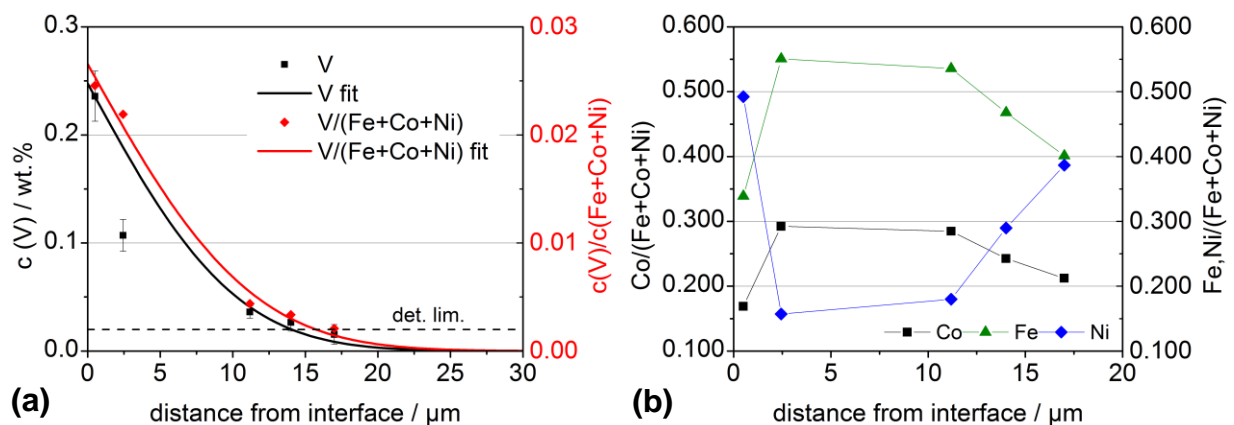 0.3
0.2
0.1
0.0
c (V) / wt.%
V
V fit
V/(Fe+Co+Ni)
V/(Fe+Co+Ni) fit
det. lim.
0.03
0.02
0.01
0.00
c(V)/c(Fe+Co+Ni)
0 5 10 15 20 25 30
distance from interface / µm
(a)
0.600
0.500
0.400
0.300
0.200
0.100
Co/(Fe+Co+Ni)
Co Fe Ni
0.600
0.500
0.400
0.300
0.200
0.100
Fe,Ni/(Fe+Co+Ni)
0 5 10 15 20
distance from interface / µm
(b)